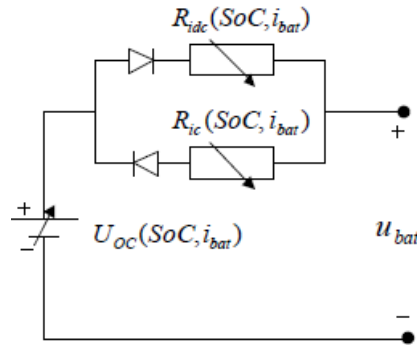 R_idc(SoC, i_bat)
R_ic(SoC, i_bat)
+
+
U_OC(SoC, i_bat)
−
u_bat
−